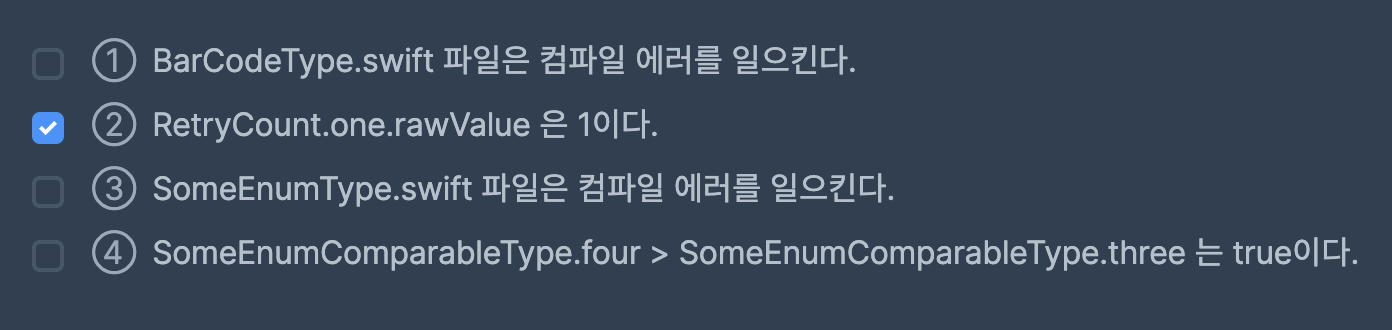 ① BarCodeType.swift 파일은 컴파일 에러를 일으킨다.
② RetryCount.one.rawValue 은 1이다.
③ SomeEnumType.swift 파일은 컴파일 에러를 일으킨다.
④ SomeEnumComparableType.four > SomeEnumComparableType.three 는 true이다.